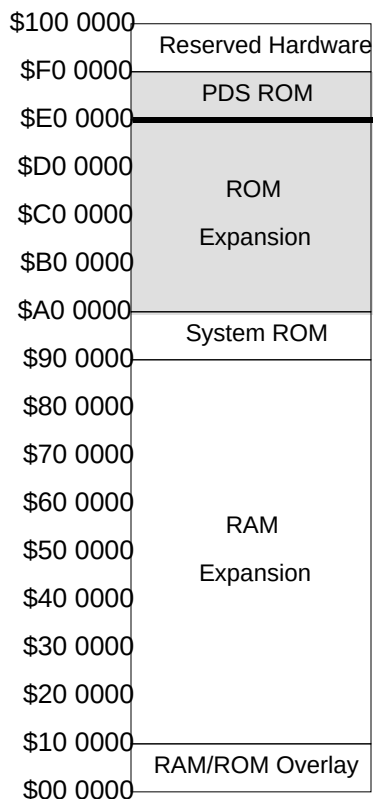 $100 0000
Reserved Hardware
$F0 0000
PDS ROM
$E0 0000
$D0 0000
ROM
$C0 0000
Expansion
$B0 0000
$A0 0000
System ROM
$90 0000
$80 0000
$70 0000
$60 0000
RAM
$50 0000
Expansion
$40 0000
$30 0000
$20 0000
$10 0000
RAM/ROM Overlay
$00 0000